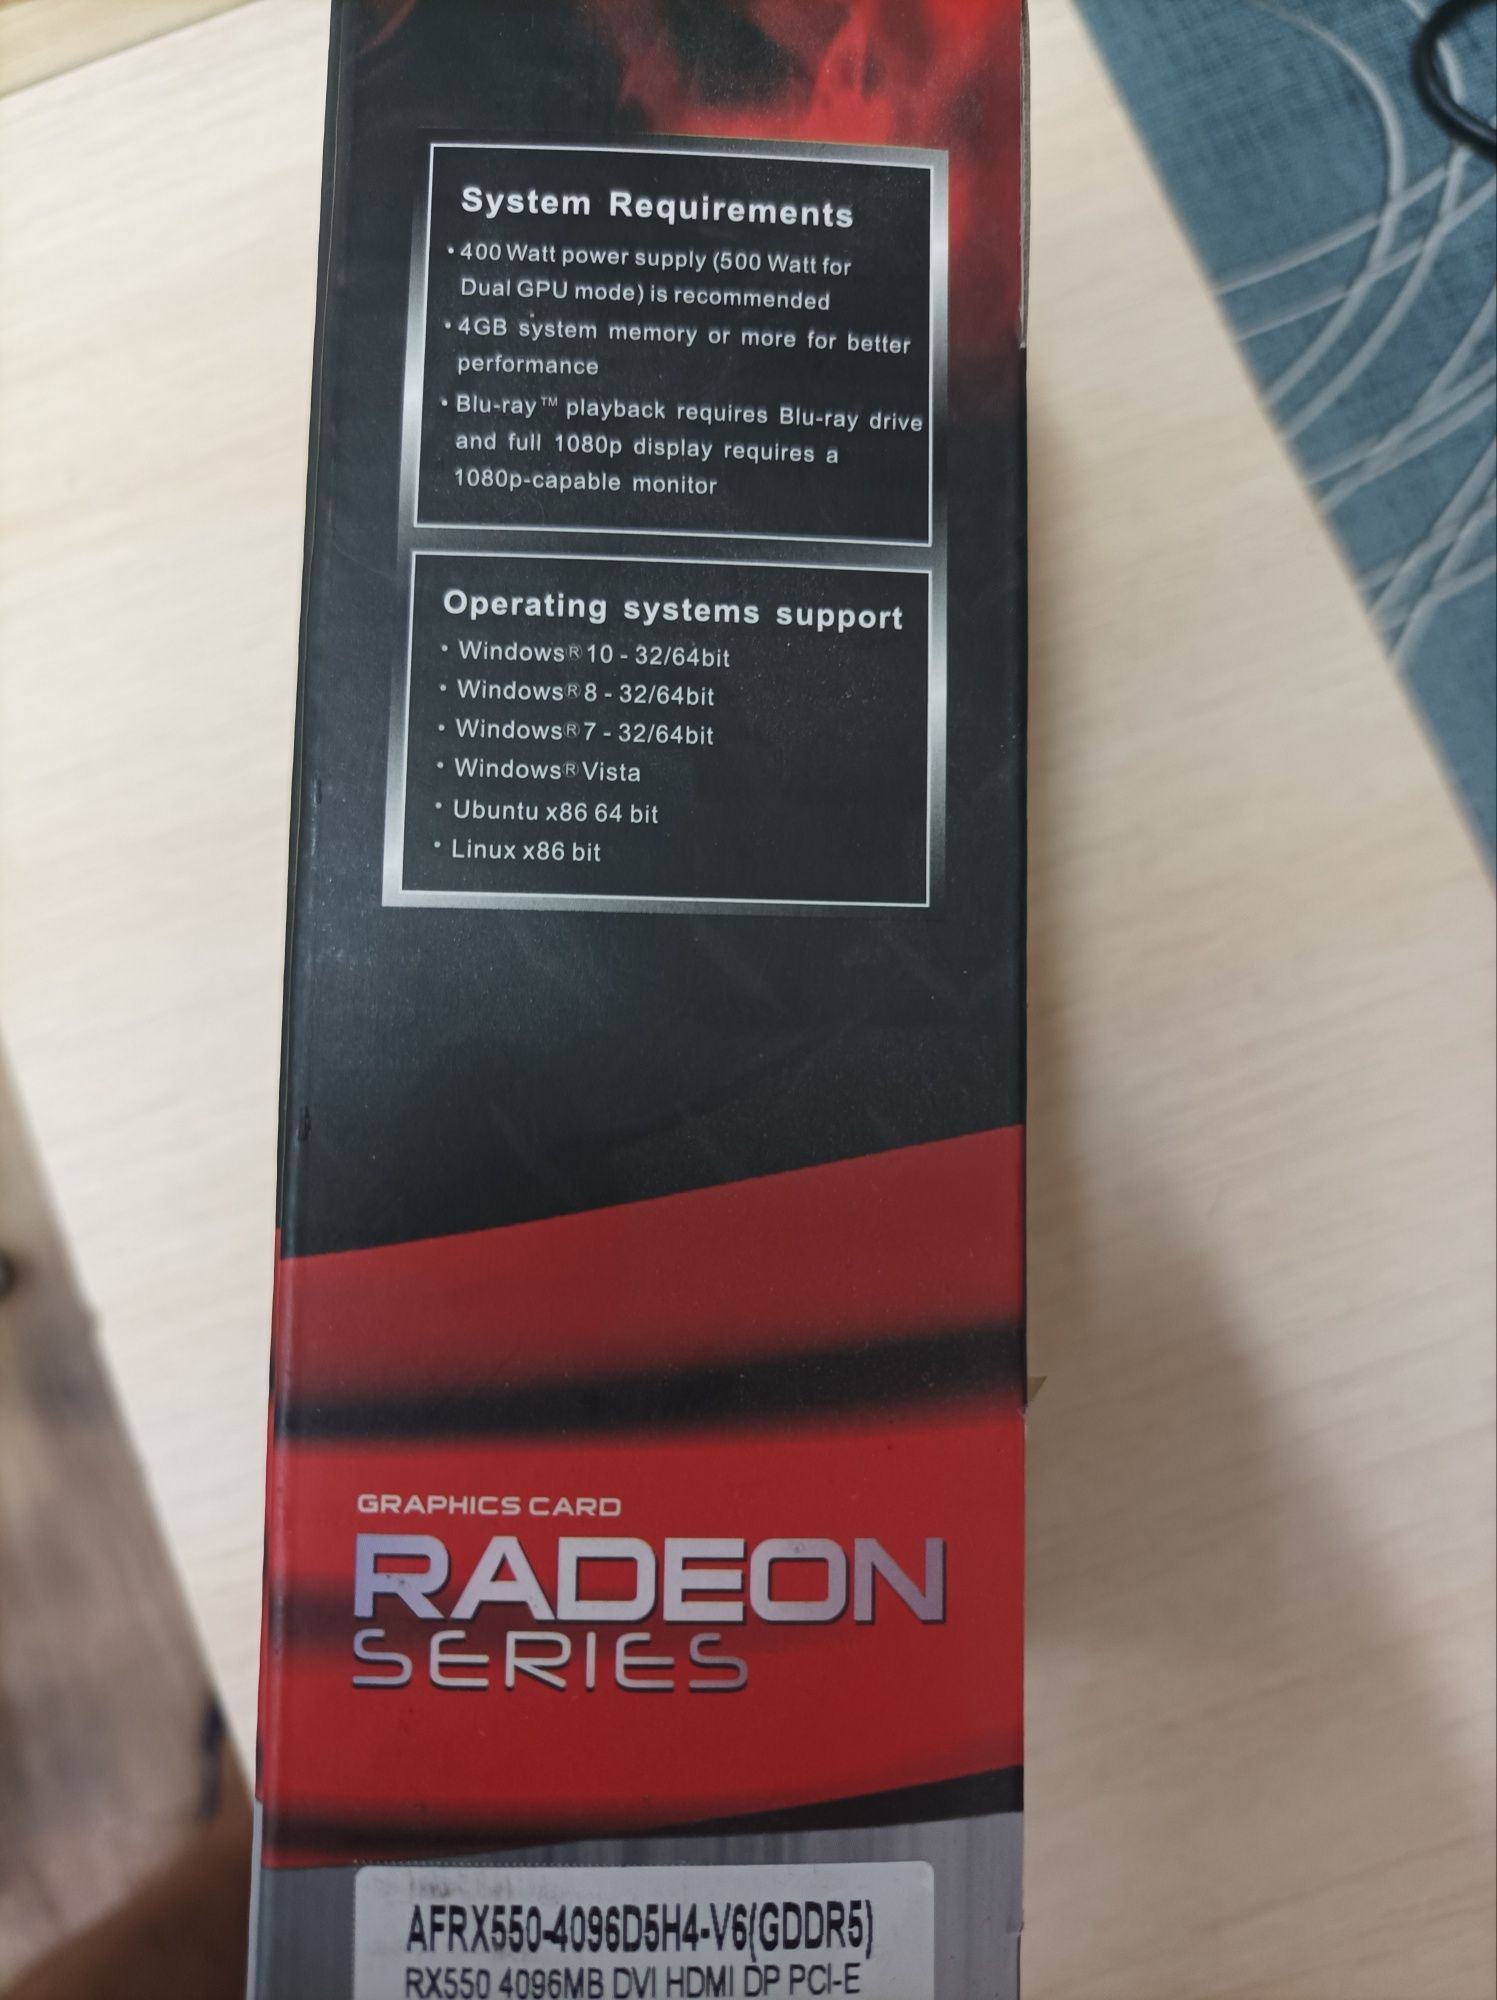 System Requirements
• 400 Watt power supply (500 Watt for
Dual GPU mode) is recommended
• 4GB system memory or more for better
performance
• Blu-ray™ playback requires Blu-ray drive
and full 1080p display requires a
1080p-capable monitor
Operating systems support
• Windows® 10 - 32/64bit
• Windows® 8 - 32/64bit
• Windows® 7 - 32/64bit
• Windows® Vista
• Ubuntu x86 64 bit
• Linux x86 bit
GRAPHICS CARD
RADEON
SERIES
AFRX550-4096D5H4-V6(GDDR5)
RX550 4096MB DVI HDMI DP PCI-E